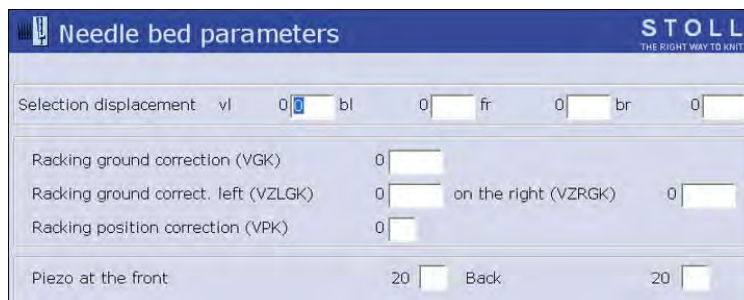 Needle bed parameters
STOLL
THE RIGHT WAY TO KNIT
Selection displacement vl 0 0 bl 0 fr 0 br 0
Racking ground correction (VGK) 0
Racking ground correct. left (VZLGK) 0 on the right (VZRGK) 0
Racking position correction (VPK) 0
Piezo at the front 20 Back 20